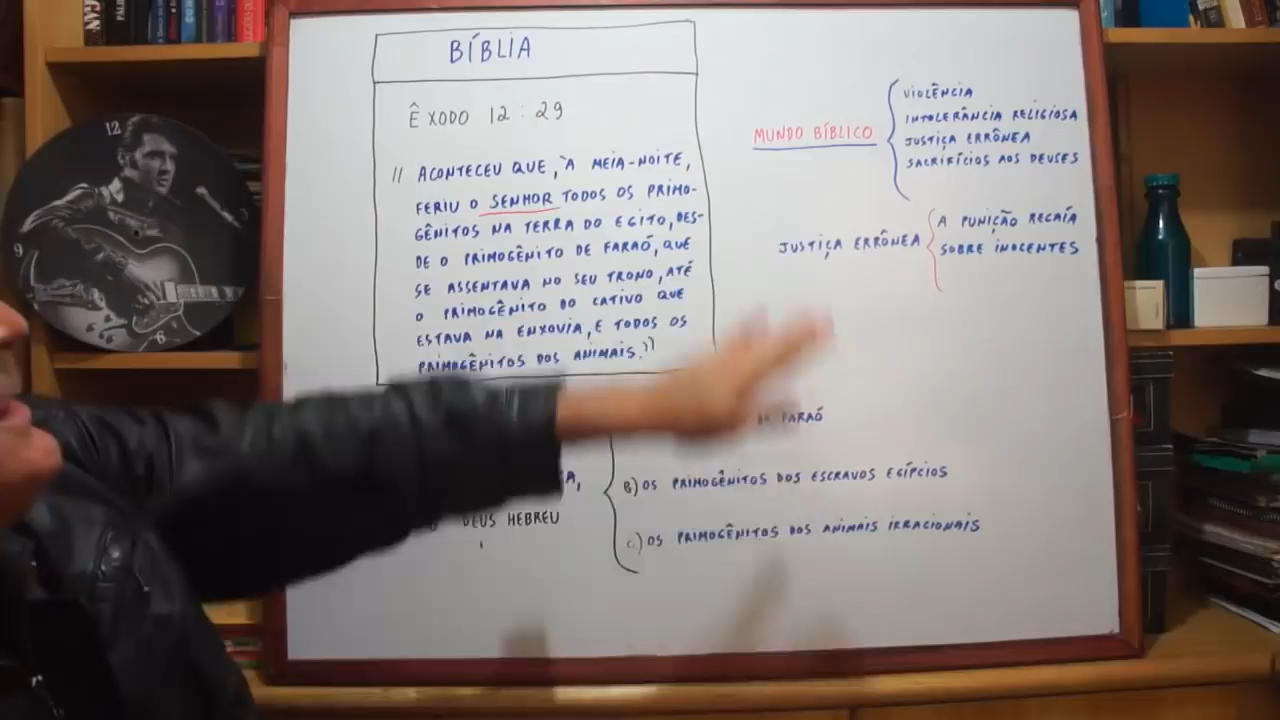 BÍBLIA
ÊXODO 12:29
" ACONTECEU QUE, À MEIA-NOITE,
FERIU O SENHOR TODOS OS PRIMO-
GÊNITOS NA TERRA DO EGITO, DES-
DE O PRIMOGÊNITO DE FARAÓ, QUE
SE ASSENTAVA NO SEU TRONO, ATÉ
O PRIMOGÊNITO DO CATIVO QUE
ESTAVA NA ENXOVIA, E TODOS OS
PRIMOGÊNITOS DOS ANIMAIS."
MUNDO BÍBLICO
VIOLÊNCIA
INTOLERÂNCIA RELIGIOSA
JUSTIÇA ERRÔNEA
SACRIFÍCIOS AOS DEUSES
JUSTIÇA ERRÔNEA
A PUNIÇÃO RECAÍA
SOBRE INOCENTES
DEUS HEBREU
FARAÓ
B) OS PRIMOGÊNITOS DOS ESCRAVOS EGÍPCIOS
C) OS PRIMOGÊNITOS DOS ANIMAIS IRRACIONAIS
12
9
6